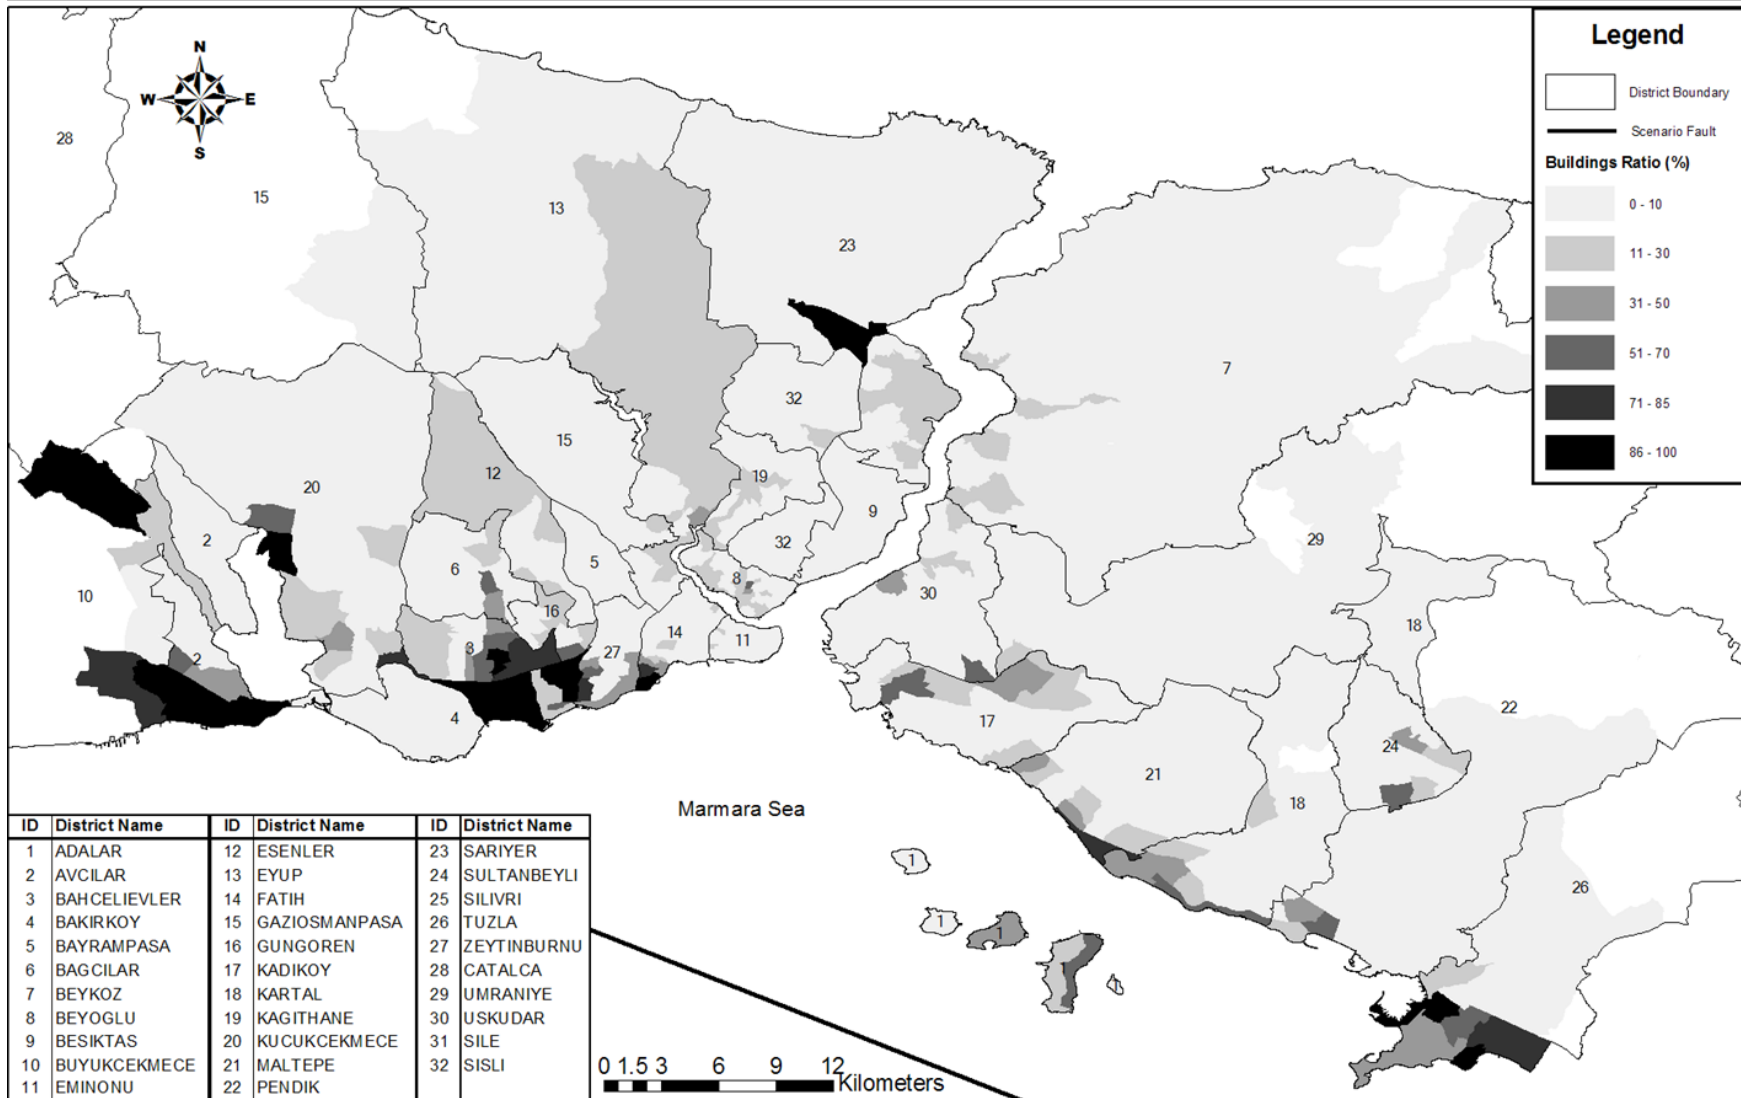 Legend
District Boundary
Scenario Fault
Buildings Ratio (%)
0 - 10
11 - 30
31 - 50
51 - 70
71 - 85
86 - 100
N
W E
S
28
15
13
23
7
32
15
12
19
20
9
2
32
29
6
5
8
10
30
16
18
14
11
3
27
2
22
4
17
24
21
18
Marmara Sea
1
26
1
1
1
1
ID District Name ID District Name ID District Name
1 ADALAR 12 ESENLER 23 SARIYER
2 AVCILAR 13 EYUP 24 SULTANBEYLI
3 BAHCELIEVLER 14 FATIH 25 SILIVRI
4 BAKIRKOY 15 GAZIOSMANPASA 26 TUZLA
5 BAYRAMPASA 16 GUNGOREN 27 ZEYTINBURNU
6 BAGCILAR 17 KADIKOY 28 CATALCA
7 BEYKOZ 18 KARTAL 29 UMRANIYE
8 BEYOGLU 19 KAGITHANE 30 USKUDAR
9 BESIKTAS 20 KUCUKCEKMECE 31 SILE
10 BUYUKCEKMECE 21 MALTEPE 32 SISLI
11 EMINONU 22 PENDIK
0 1.5 3 6 9 12
Kilometers